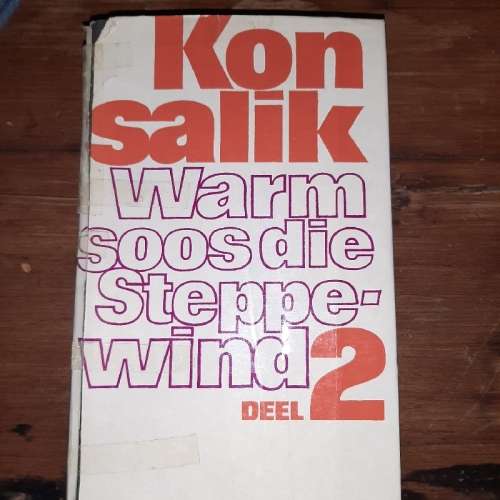 Kon
salik
Warm
soos die
Steppe-
wind
DEEL 2